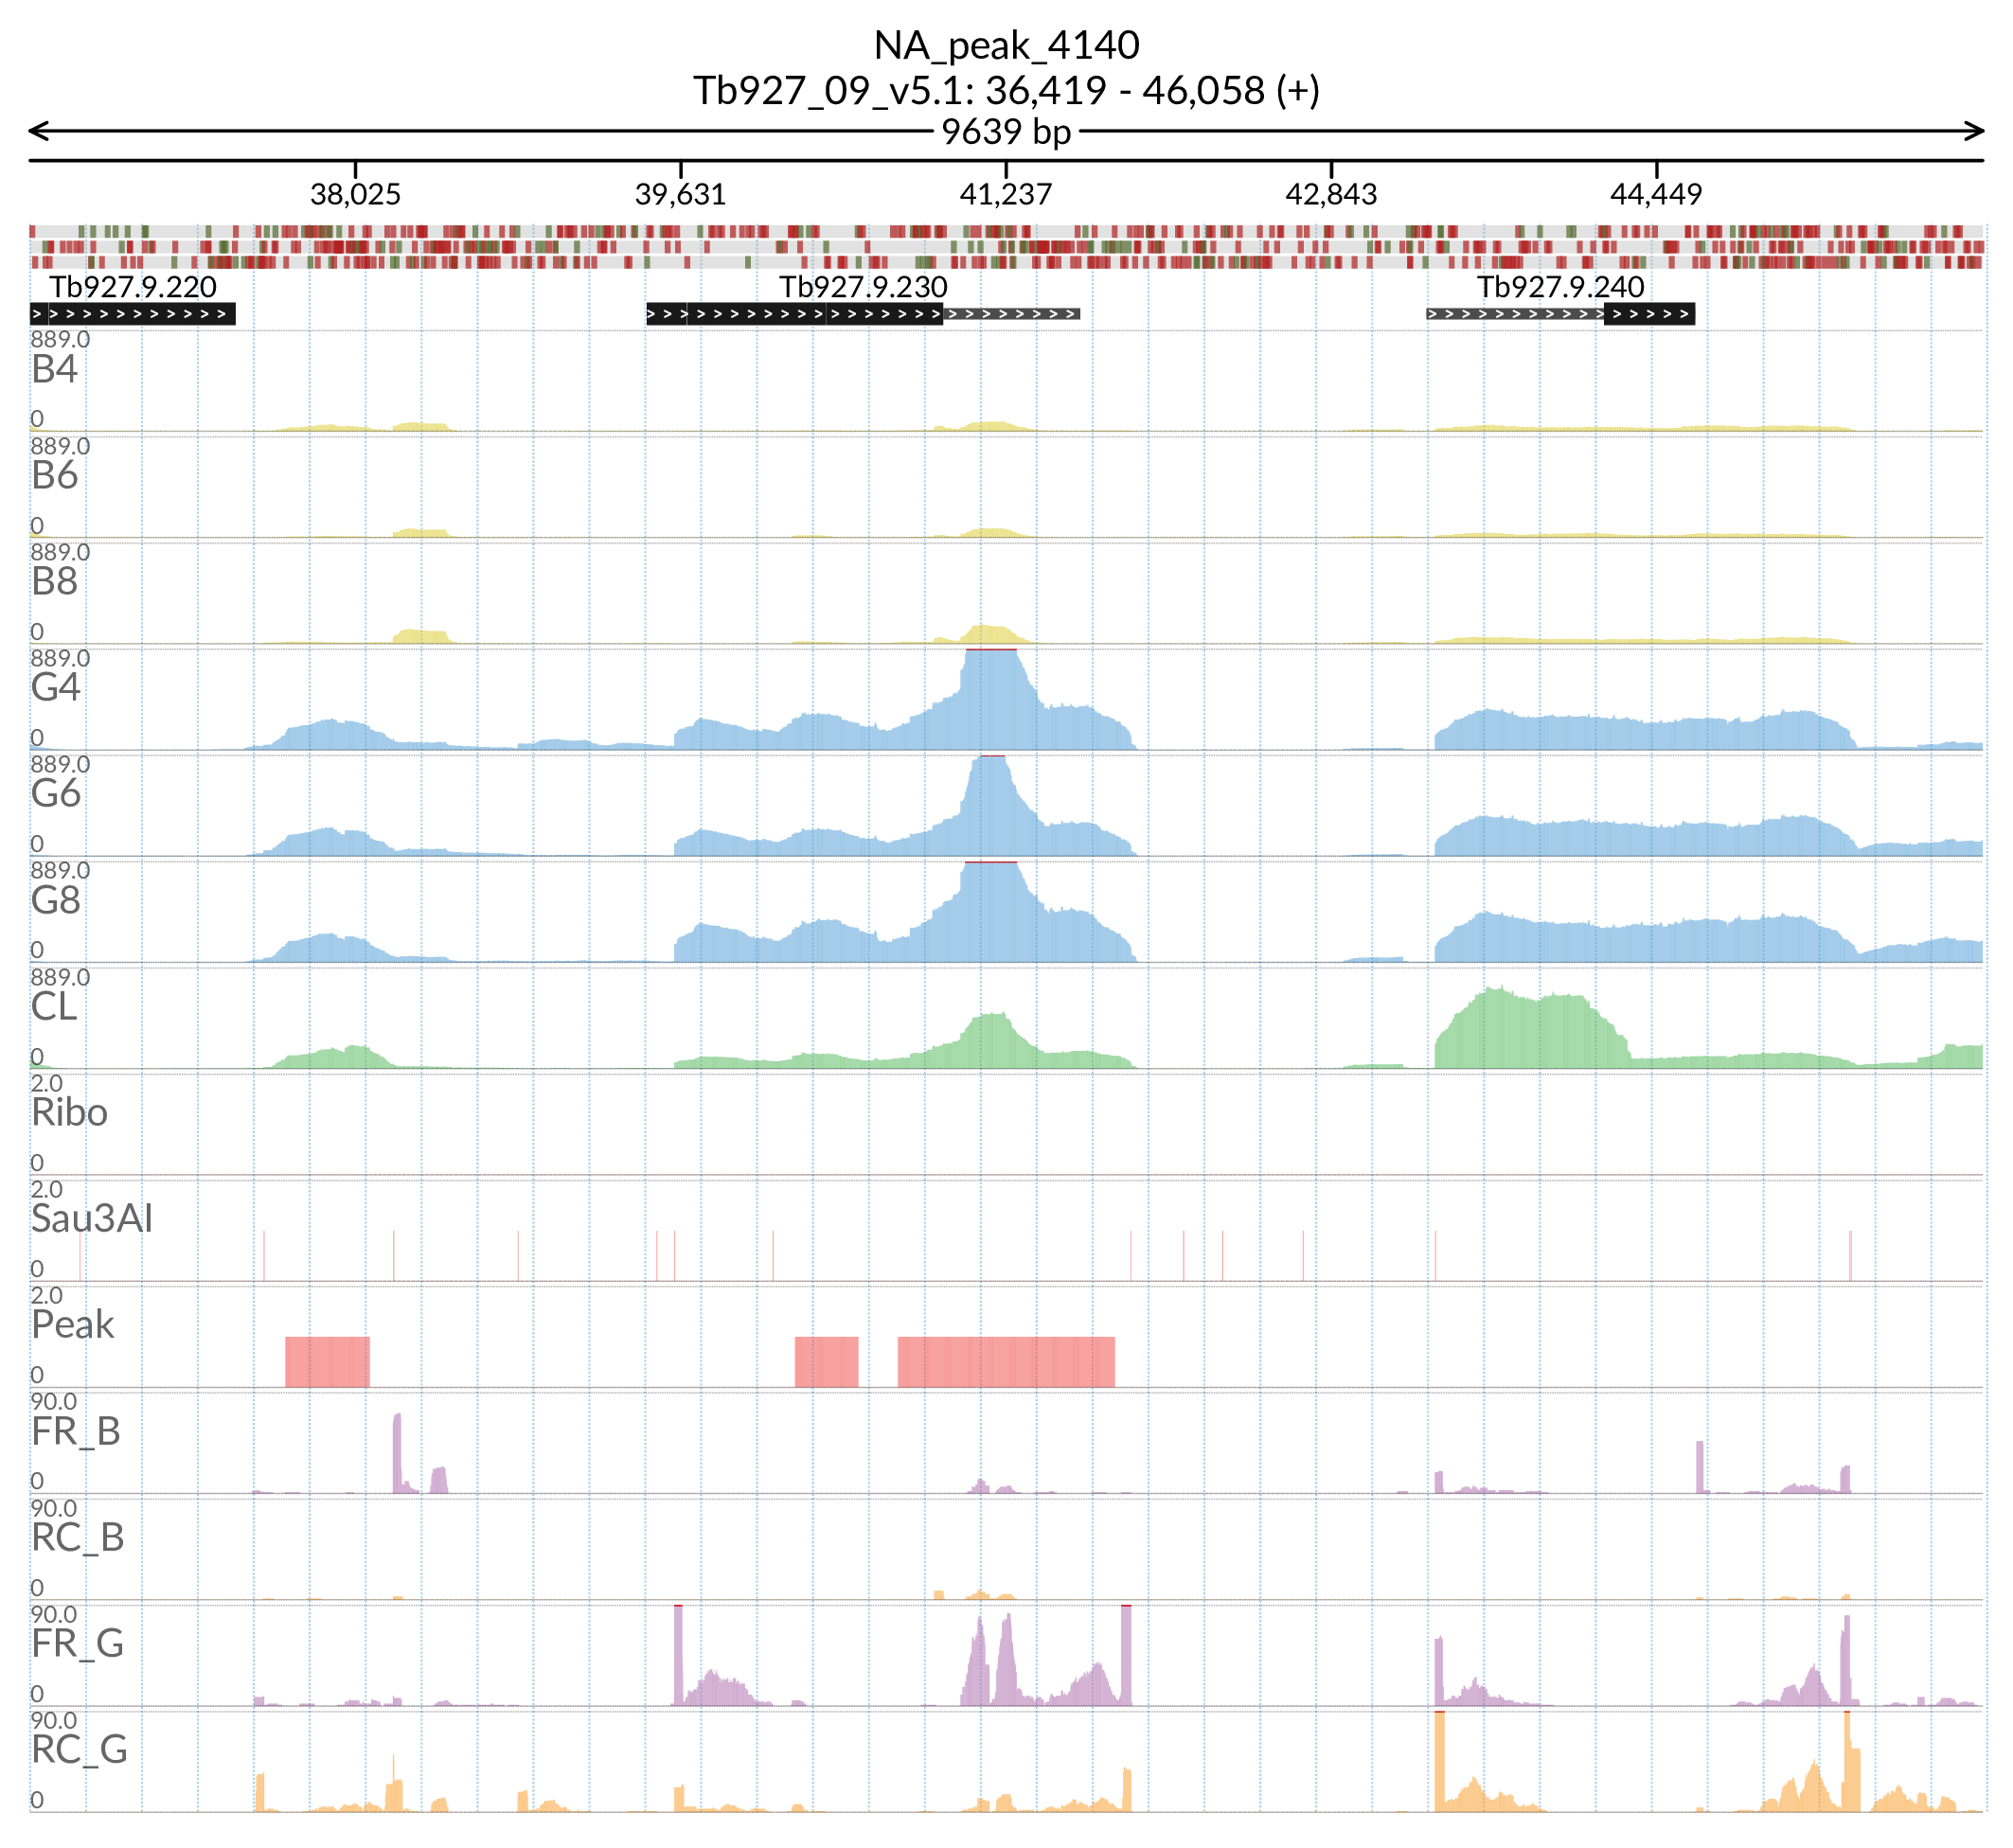 NA_peak_4140
Tb927_09_v5.1: 36,419 - 46,058 (+)
9639 bp
38,025 39,631 41,237 42,843 44,449
Tb927.9.220 Tb927.9.230 Tb927.9.240
889.0
B4
0
889.0
B6
0
889.0
B8
0
889.0
G4
0
889.0
G6
0
889.0
G8
0
889.0
CL
0
2.0
Ribo
0
2.0
Sau3AI
0
2.0
Peak
0
90.0
FR_B
0
90.0
RC_B
0
90.0
FR_G
0
90.0
RC_G
0